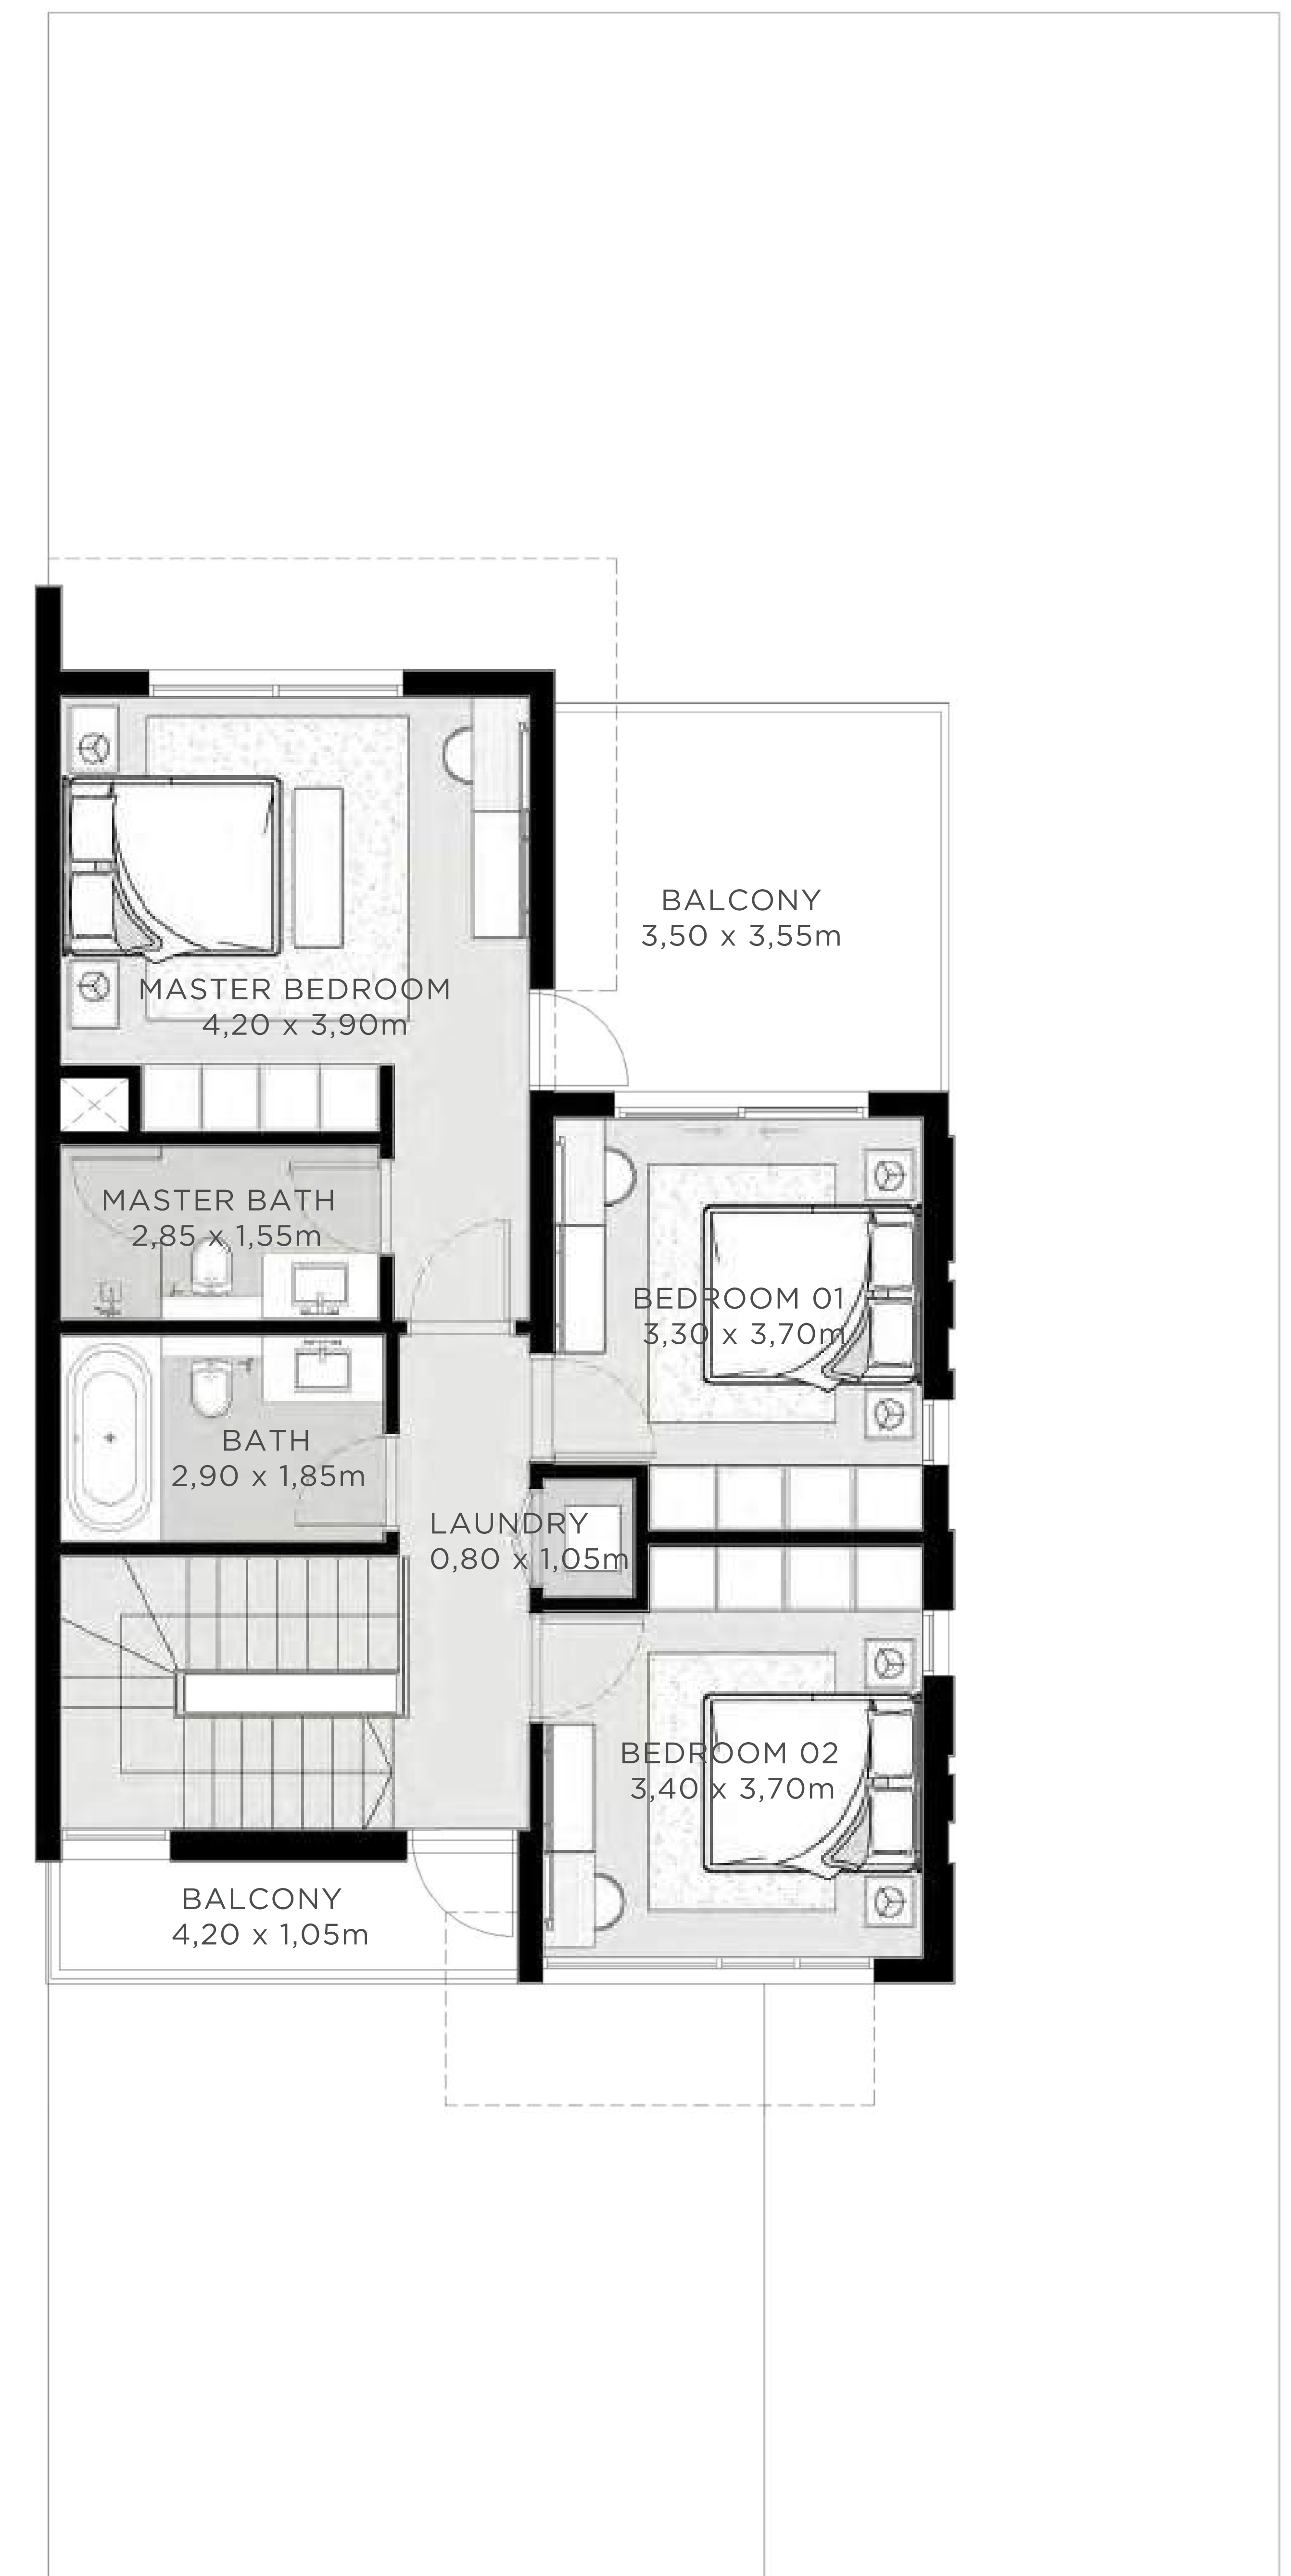 BALCONY
3,50 x 3,55m
MASTER BEDROOM
4,20 x 3,90m
MASTER BATH
2,85 x 1,55m
BEDROOM 01
3,30 x 3,70m
BATH
2,90 x 1,85m
LAUNDRY
0,80 x 1,05m
BEDROOM 02
3,40 x 3,70m
BALCONY
4,20 x 1,05m